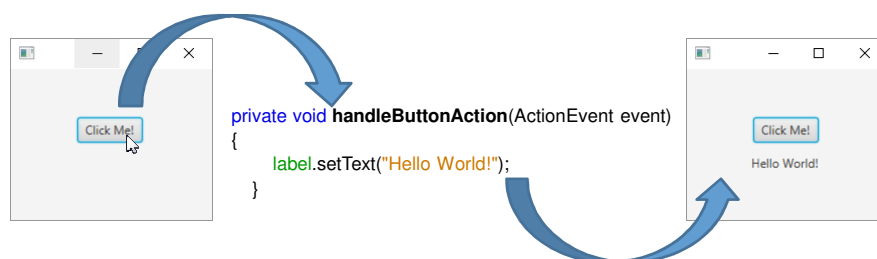 Click Me!
private void handleButtonAction(ActionEvent event)
{
label.setText("Hello World!");
}
Click Me!
Hello World!